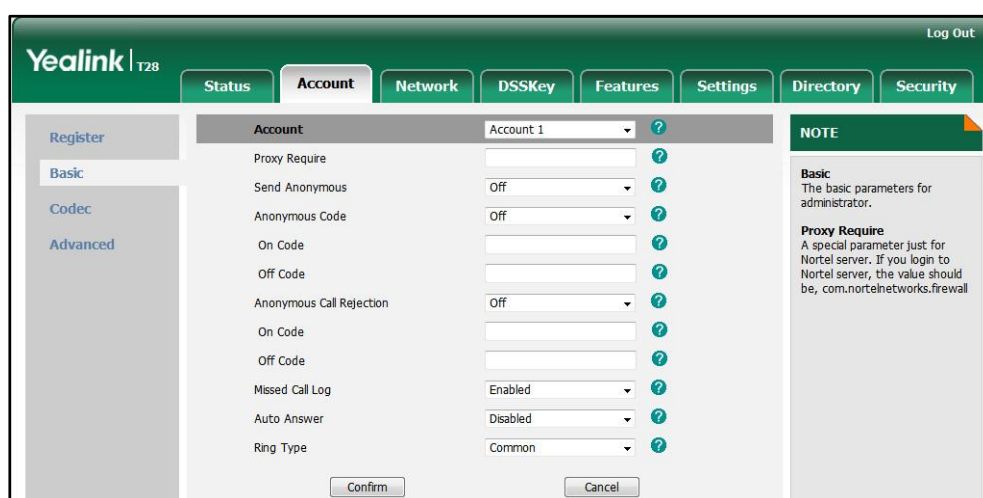 Log Out
Yealink T28
Status Account Network DSSKey Features Settings Directory Security
Register
Basic
Codec
Advanced
Account Account 1 ?
Proxy Require ?
Send Anonymous Off ?
Anonymous Code Off ?
On Code ?
Off Code ?
Anonymous Call Rejection Off ?
On Code ?
Off Code ?
Missed Call Log Enabled ?
Auto Answer Disabled ?
Ring Type Common ?
Confirm Cancel
NOTE
Basic
The basic parameters for
administrator.
Proxy Require
A special parameter just for
Nortel server. If you login to
Nortel server, the value should
be, com.nortelnetworks.firewall